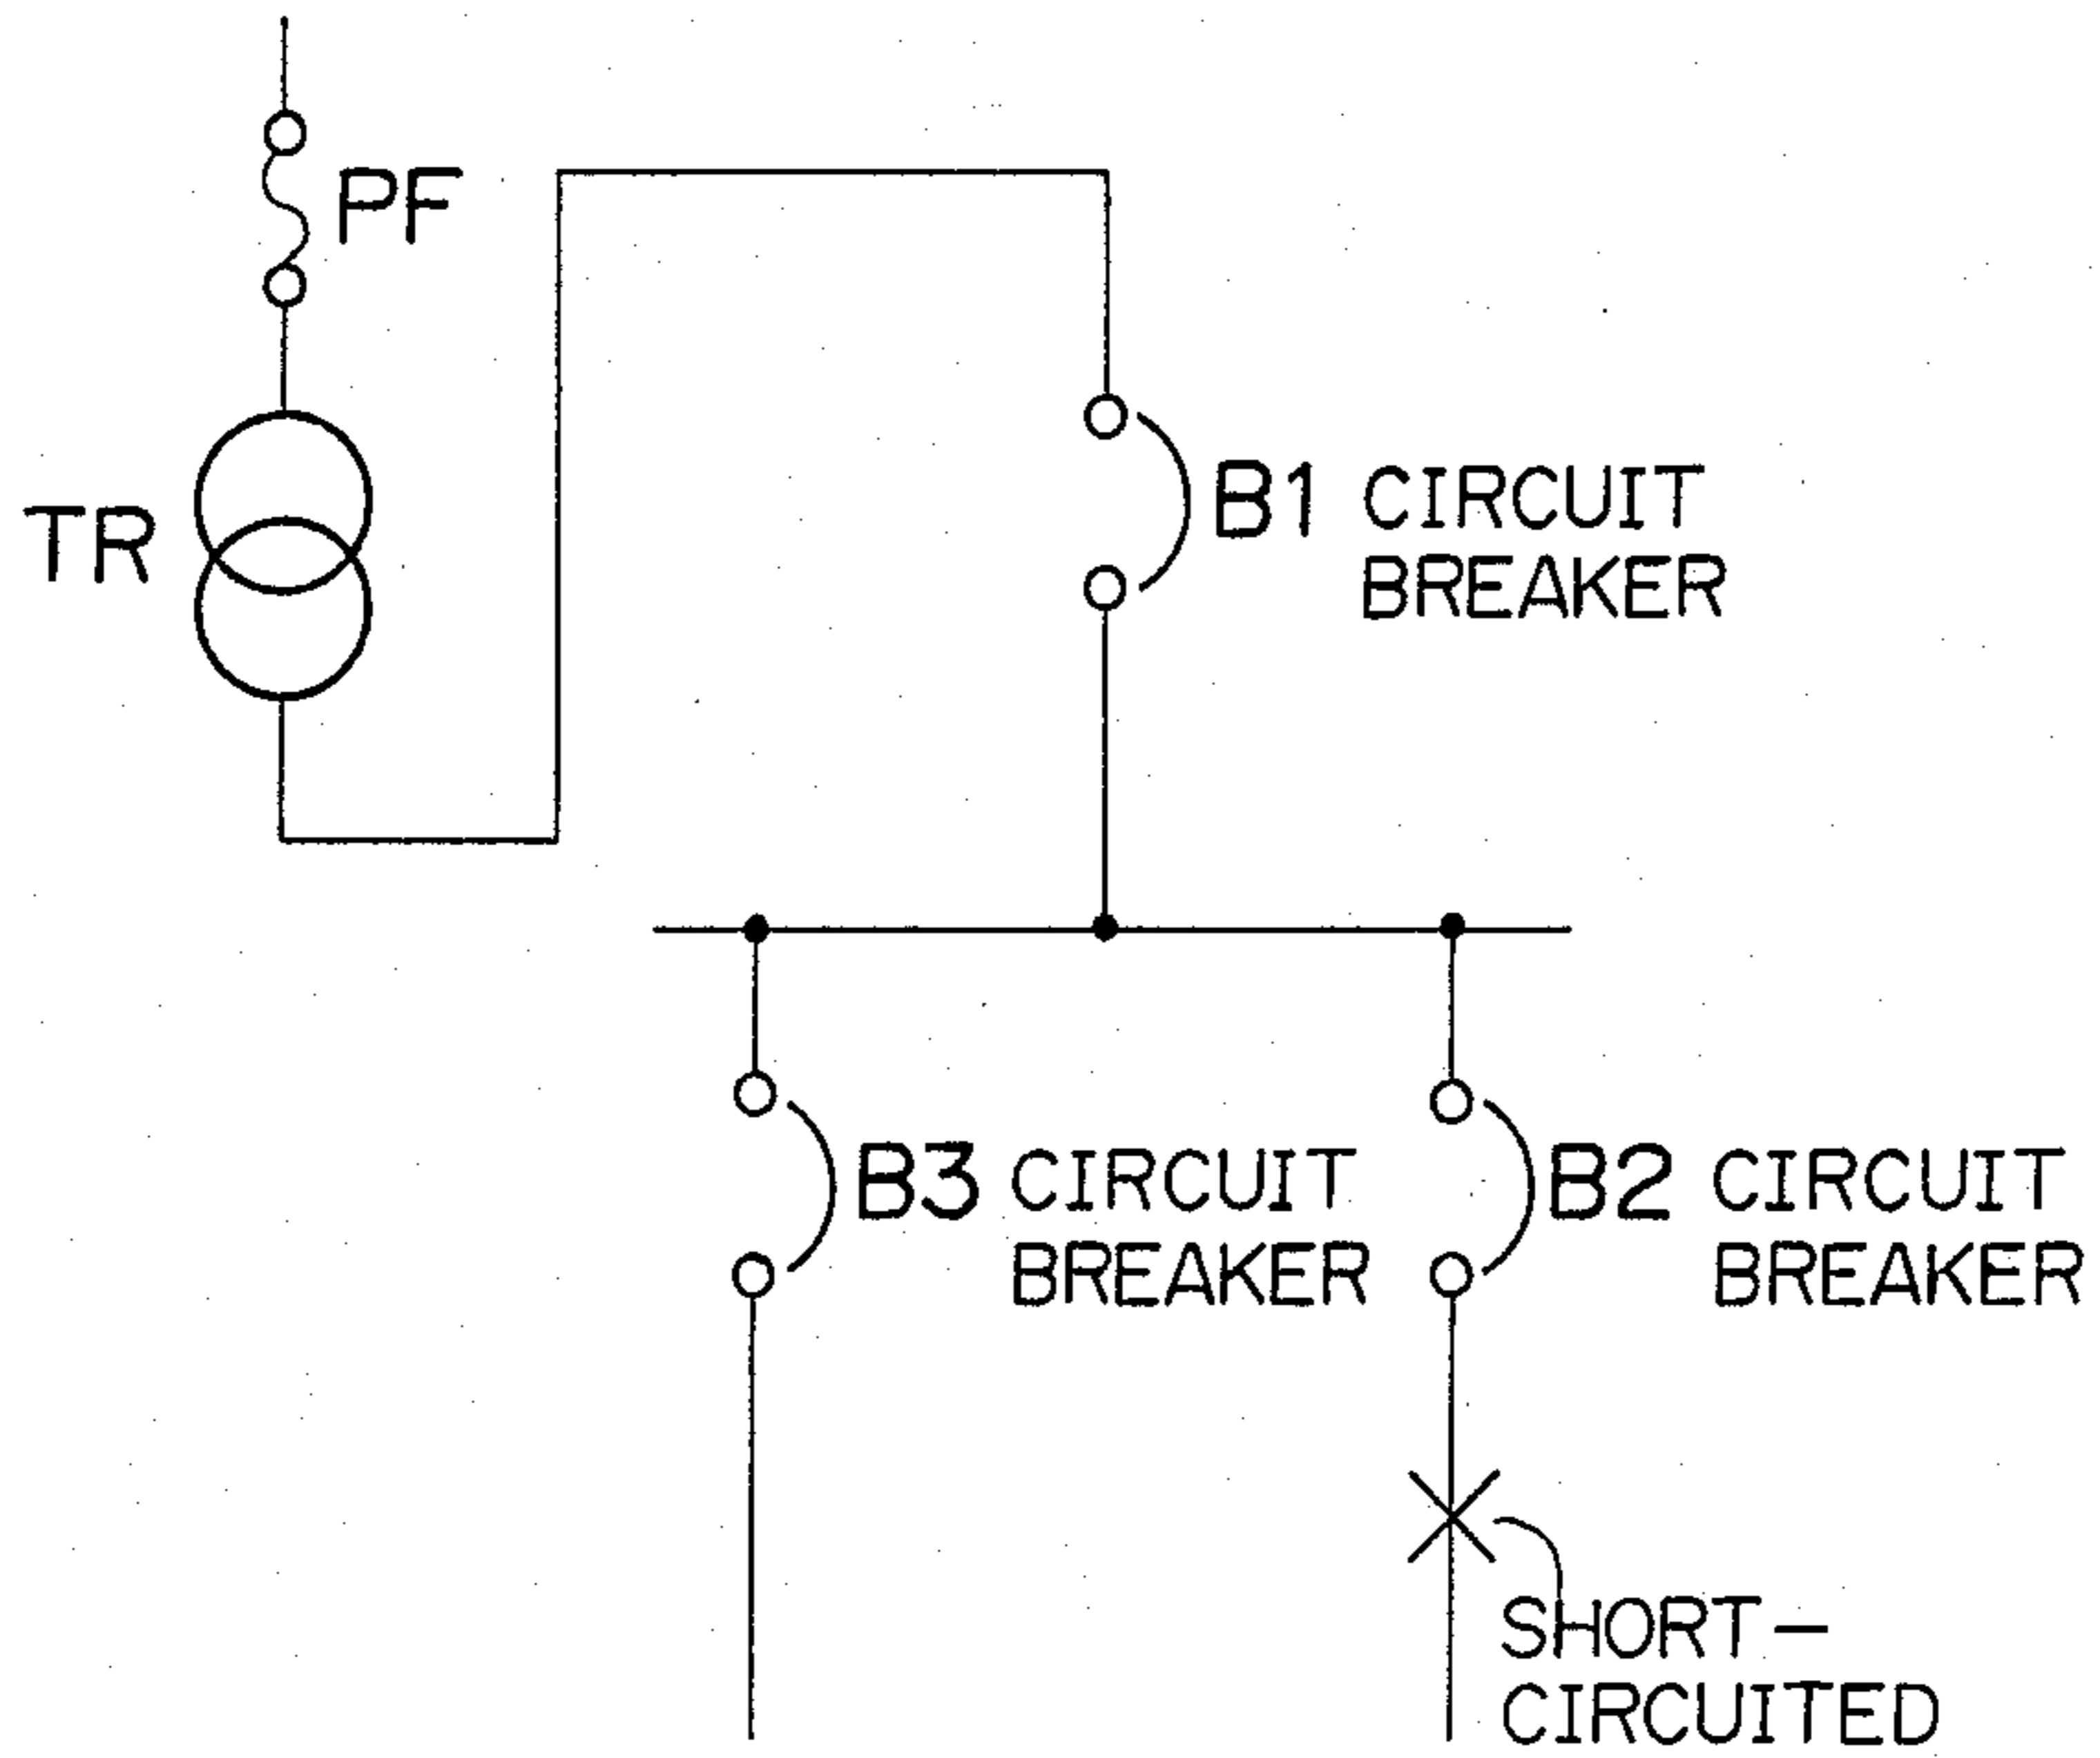 PF
TR
B1 CIRCUIT
BREAKER
B3 CIRCUIT
BREAKER
B2 CIRCUIT
BREAKER
SHORT-
CIRCUITED